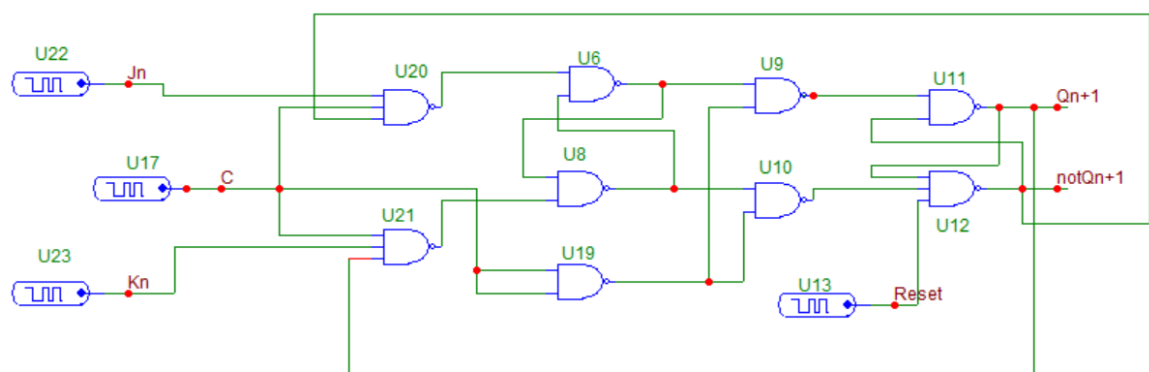 U22
Jn
U20
U6
U9
U11
Qn+1
U17
C
U8
U10
notQn+1
U21
U12
U23
Kn
U19
U13
Reset